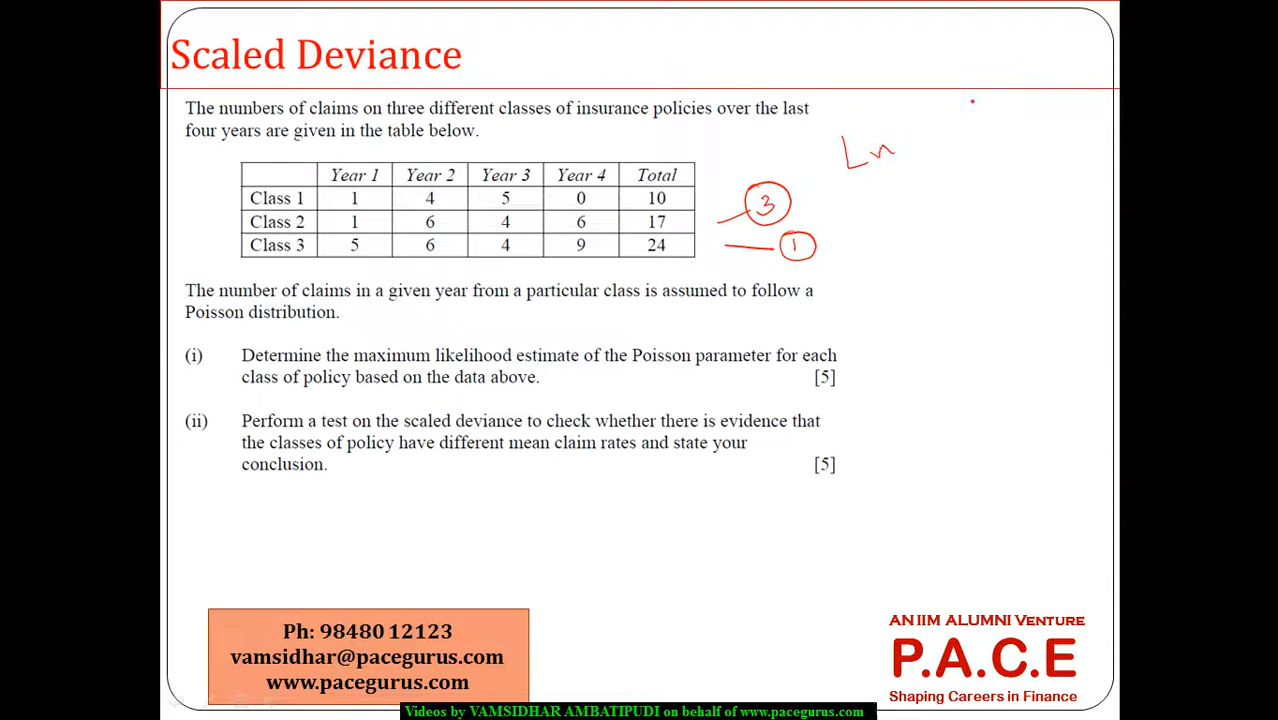 Scaled Deviance
The numbers of claims on three different classes of insurance policies over the last
four years are given in the table below.
Ln
Year 1 Year 2 Year 3 Year 4 Total
Class 1 1 4 5 0 10
Class 2 1 6 4 6 17
3
Class 3 5 6 4 9 24
1
The number of claims in a given year from a particular class is assumed to follow a
Poisson distribution.
(i) Determine the maximum likelihood estimate of the Poisson parameter for each
class of policy based on the data above. [5]
(ii) Perform a test on the scaled deviance to check whether there is evidence that
the classes of policy have different mean claim rates and state your
conclusion. [5]
Ph: 98480 12123
vamsidhar@pacegurus.com
www.pacegurus.com
AN IIM ALUMNI VENTURE
P.A.C.E
Shaping Careers in Finance
Videos by VAMSIDHAR AMBATIPUDI on behalf of www.pacegurus.com